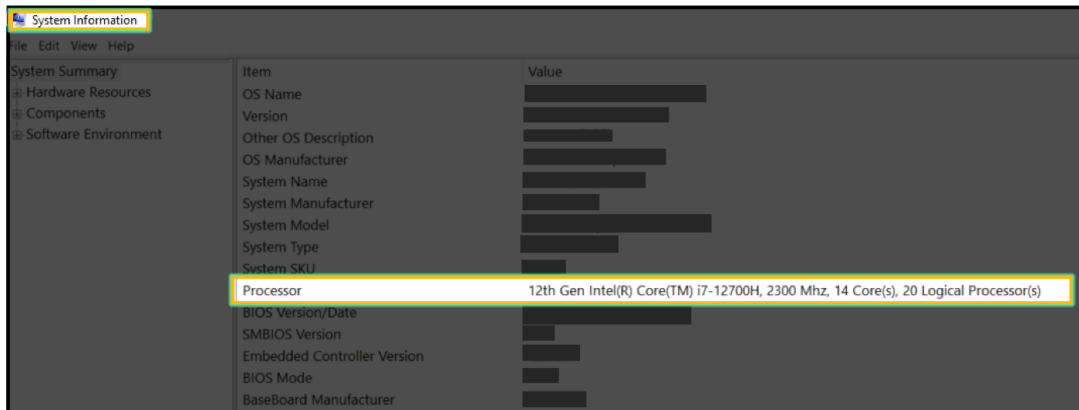 System Information
File Edit View Help
System Summary
Hardware Resources
Components
Software Environment
Item Value
OS Name
Version
Other OS Description
OS Manufacturer
System Name
System Manufacturer
System Model
System Type
System SKU
Processor 12th Gen Intel(R) Core(TM) i7-12700H, 2300 Mhz, 14 Core(s), 20 Logical Processor(s)
BIOS Version/Date
SMBIOS Version
Embedded Controller Version
BIOS Mode
BaseBoard Manufacturer